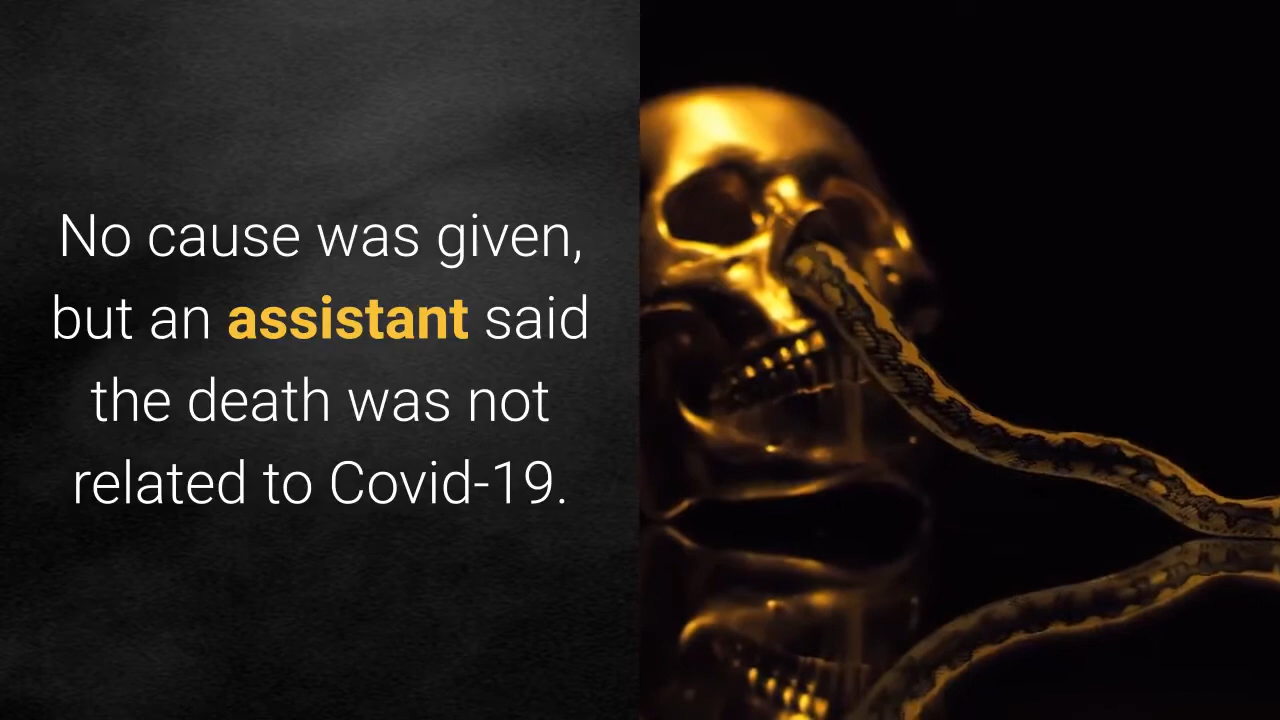 No cause was given,
but an assistant said
the death was not
related to Covid-19.